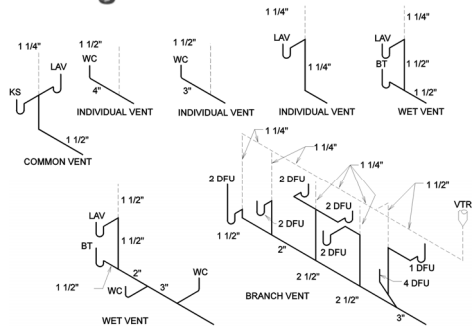 1 1/4"
LAV
KS
1 1/2"
COMMON VENT
1 1/2"
WC
4"
INDIVIDUAL VENT
1 1/2"
WC
3"
INDIVIDUAL VENT
1 1/4"
LAV
1 1/4"
INDIVIDUAL VENT
1 1/2"
LAV
1 1/2"
BT
1 1/2"
WET VENT
1 1/2"
LAV
1 1/2"
BT
2"
3"
WC
1 1/2"
WC
WET VENT
1 1/4"
1 1/4"
1 1/4"
1 1/2"
VTR
2 DFU
2 DFU
2 DFU
2 DFU
2 DFU
1 DFU
4 DFU
1 1/2"
2"
2 1/2"
2 1/2"
3"
BRANCH VENT